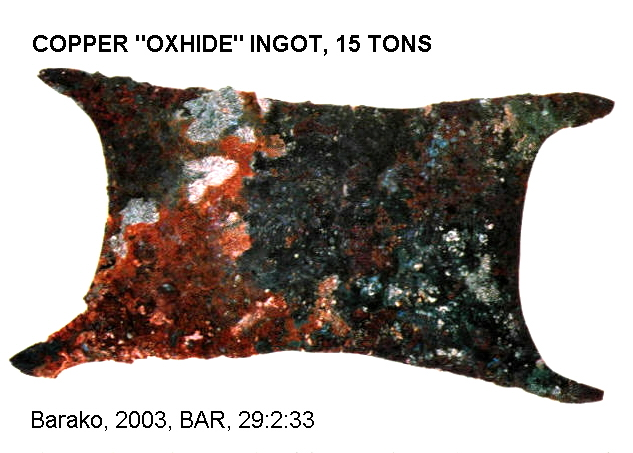 COPPER "OXHIDE" INGOT, 15 TONS
Barako, 2003, BAR, 29:2:33